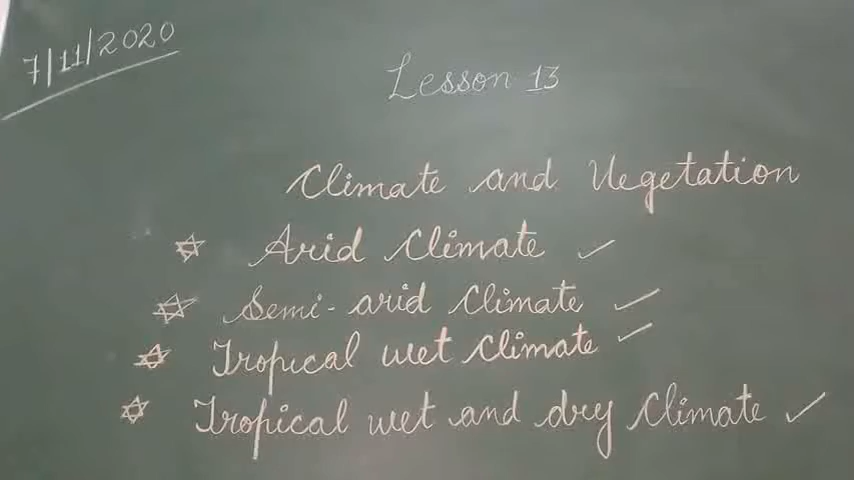 7/11/2020
Lesson 13
Climate and Vegetation
Arid Climate
Semi-arid Climate
Tropical wet Climate
Tropical wet and dry Climate